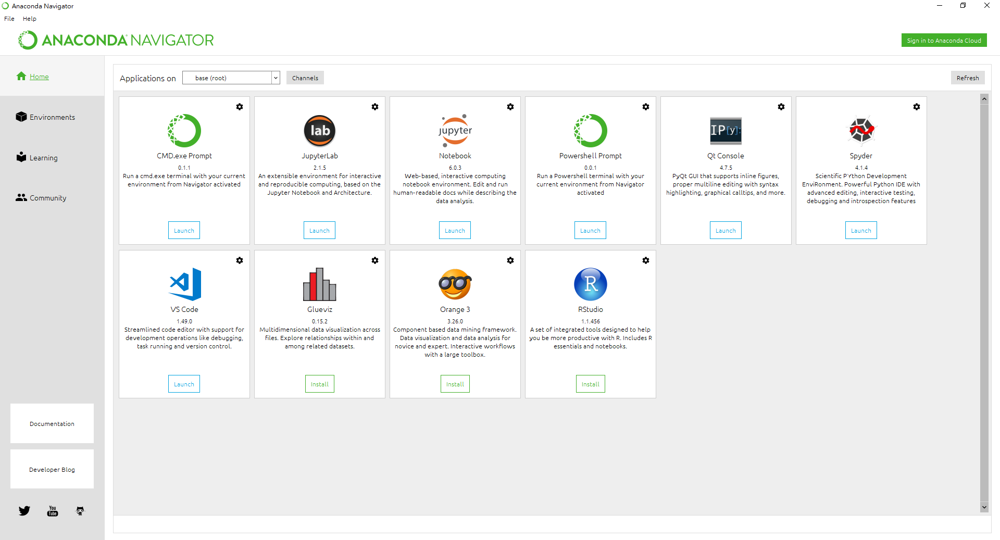 Anaconda Navigator
File Help
ANACONDA NAVIGATOR
Sign in to Anaconda Cloud
Home
Environments
Learning
Community
Documentation
Developer Blog
You
Tube
Applications on
base (root)
Channels
Refresh
CMD.exe Prompt
0.1.1
Run a cmd.exe terminal with your current
environment from Navigator activated
Launch
lab
JupyterLab
2.1.5
An extensible environment for interactive
and reproducible computing, based on the
Jupyter Notebook and Architecture.
Launch
jupyter
Notebook
6.0.3
Web-based, interactive computing
notebook environment. Edit and run
human-readable docs while describing the
data analysis.
Launch
Powershell Prompt
0.0.1
Run a Powershell terminal with your
current environment from Navigator
activated
Launch
IP[y]:
Qt Console
4.7.5
PyQt GUI that supports inline figures,
proper multiline editing with syntax
highlighting, graphical calltips, and more.
Launch
Spyder
4.1.4
Scientific PYthon Development
EnviRonment. Powerful Python IDE with
advanced editing, interactive testing,
debugging and introspection features
Launch
VS Code
1.49.0
Streamlined code editor with support for
development operations like debugging,
task running and version control.
Launch
Glueviz
0.15.2
Multidimensional data visualization across
files. Explore relationships within and
among related datasets.
Install
Orange 3
3.26.0
Component based data mining framework.
Data visualization and data analysis for
novice and expert. Interactive workflows
with a large toolbox.
Install
R
RStudio
1.1.456
A set of integrated tools designed to help
you be more productive with R. Includes R
essentials and notebooks.
Install